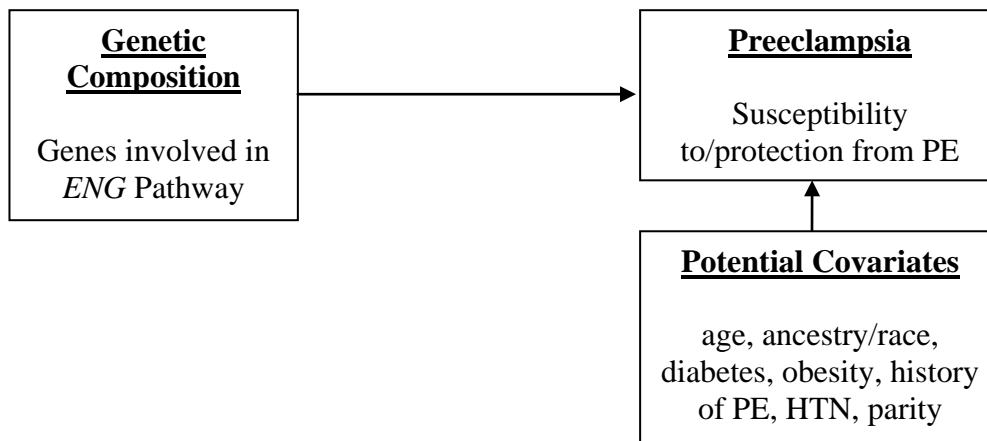 Genetic
Composition
Genes involved in
ENG Pathway
Preeclampsia
Susceptibility
to/protection from PE
Potential Covariates
age, ancestry/race,
diabetes, obesity, history
of PE, HTN, parity